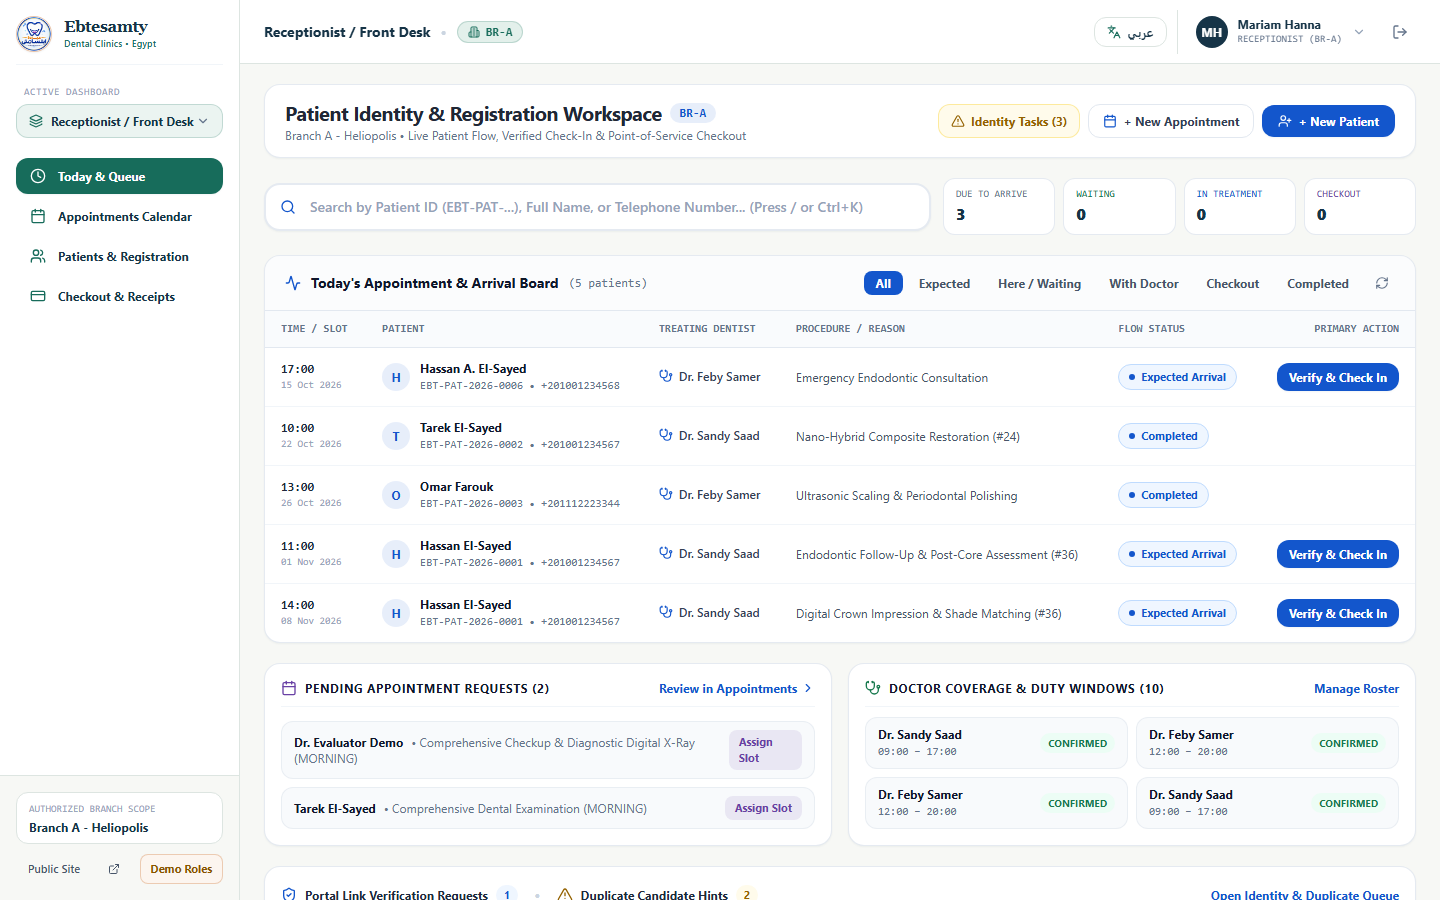 Ebtesamty
Dental Clinics • Egypt
ACTIVE DASHBOARD
Receptionist / Front Desk
Today & Queue
Appointments Calendar
Patients & Registration
Checkout & Receipts
AUTHORIZED BRANCH SCOPE
Branch A - Heliopolis
Public Site
Demo Roles
Receptionist / Front Desk • BR-A
عربي
MH
Mariam Hanna
RECEPTIONIST (BR-A)
Patient Identity & Registration Workspace BR-A
Branch A - Heliopolis • Live Patient Flow, Verified Check-In & Point-of-Service Checkout
Identity Tasks (3)
+ New Appointment
+ New Patient
Search by Patient ID (EBT-PAT-...), Full Name, or Telephone Number... (Press / or Ctrl+K)
DUE TO ARRIVE
3
WAITING
0
IN TREATMENT
0
CHECKOUT
0
Today's Appointment & Arrival Board (5 patients)
All Expected Here / Waiting With Doctor Checkout Completed
TIME / SLOT PATIENT TREATING DENTIST PROCEDURE / REASON FLOW STATUS PRIMARY ACTION
17:00
15 Oct 2026
H
Hassan A. El-Sayed
EBT-PAT-2026-0006 • +201001234568
Dr. Feby Samer
Emergency Endodontic Consultation
Expected Arrival
Verify & Check In
10:00
22 Oct 2026
T
Tarek El-Sayed
EBT-PAT-2026-0002 • +201001234567
Dr. Sandy Saad
Nano-Hybrid Composite Restoration (#24)
Completed
13:00
26 Oct 2026
O
Omar Farouk
EBT-PAT-2026-0003 • +201112223344
Dr. Feby Samer
Ultrasonic Scaling & Periodontal Polishing
Completed
11:00
01 Nov 2026
H
Hassan El-Sayed
EBT-PAT-2026-0001 • +201001234567
Dr. Sandy Saad
Endodontic Follow-Up & Post-Core Assessment (#36)
Expected Arrival
Verify & Check In
14:00
08 Nov 2026
H
Hassan El-Sayed
EBT-PAT-2026-0001 • +201001234567
Dr. Sandy Saad
Digital Crown Impression & Shade Matching (#36)
Expected Arrival
Verify & Check In
PENDING APPOINTMENT REQUESTS (2)
Review in Appointments
Dr. Evaluator Demo • Comprehensive Checkup & Diagnostic Digital X-Ray
(MORNING)
Assign
Slot
Tarek El-Sayed • Comprehensive Dental Examination (MORNING)
Assign Slot
DOCTOR COVERAGE & DUTY WINDOWS (10)
Manage Roster
Dr. Sandy Saad
09:00 – 17:00
CONFIRMED
Dr. Feby Samer
12:00 – 20:00
CONFIRMED
Dr. Feby Samer
12:00 – 20:00
CONFIRMED
Dr. Sandy Saad
09:00 – 17:00
CONFIRMED
Portal Link Verification Requests 1 • Duplicate Candidate Hints 2
Open Identity & Duplicate Queue